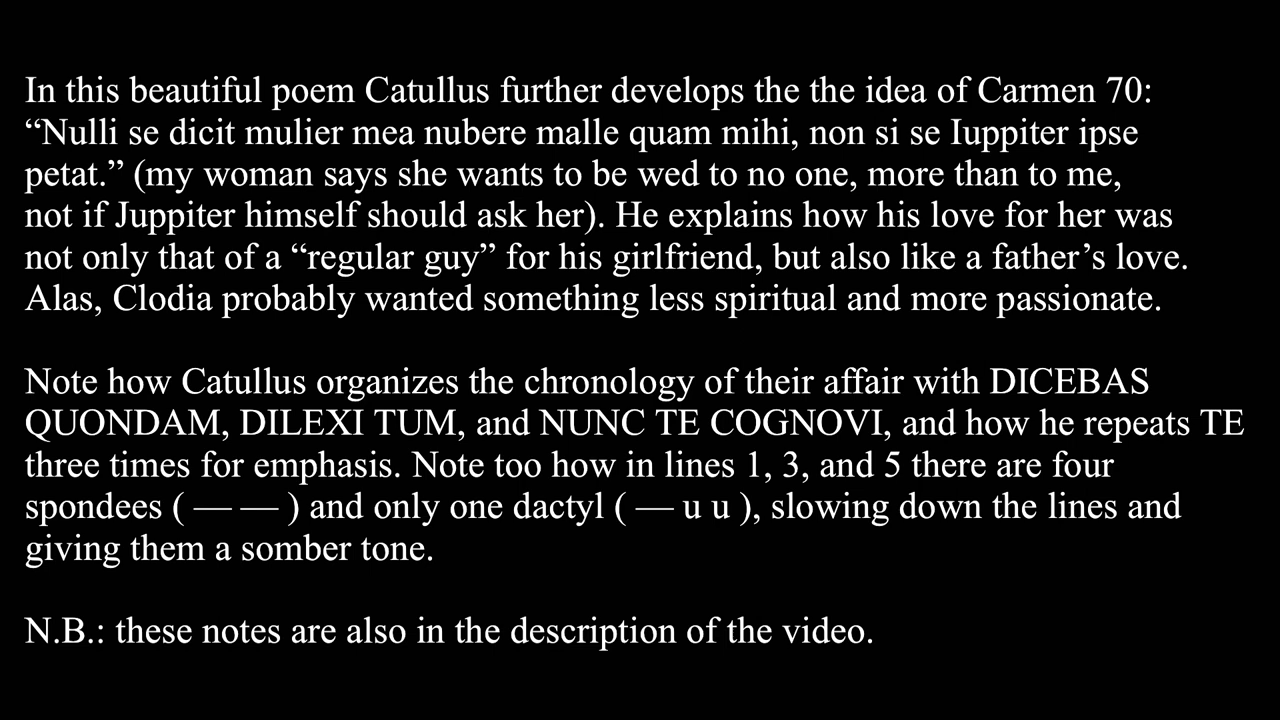 In this beautiful poem Catullus further develops the the idea of Carmen 70:
“Nulli se dicit mulier mea nubere malle quam mihi, non si se Iuppiter ipse
petat.” (my woman says she wants to be wed to no one, more than to me,
not if Juppiter himself should ask her). He explains how his love for her was
not only that of a “regular guy” for his girlfriend, but also like a father’s love.
Alas, Clodia probably wanted something less spiritual and more passionate.
Note how Catullus organizes the chronology of their affair with DICEBAS
QUONDAM, DILEXI TUM, and NUNC TE COGNOVI, and how he repeats TE
three times for emphasis. Note too how in lines 1, 3, and 5 there are four
spondees ( — — ) and only one dactyl ( — u u ), slowing down the lines and
giving them a somber tone.
N.B.: these notes are also in the description of the video.